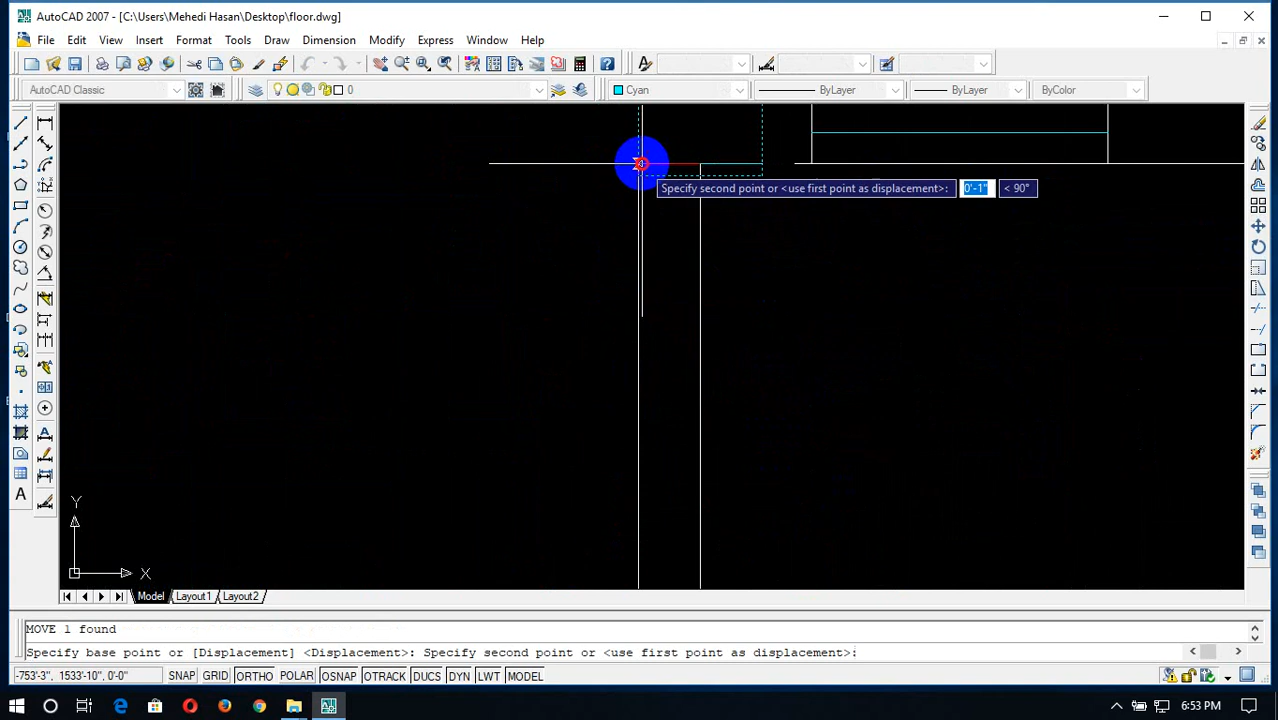 AutoCAD 2007 - [C:\Users\Mehedi Hasan\Desktop\floor.dwg]
File Edit View Insert Format Tools Draw Dimension Modify Express Window Help
AutoCAD Classic 0 Cyan ByLayer ByLayer ByColor
Specify second point or <use first point as displacement>: 0'-1" < 90°
Y
X
Model Layout1 Layout2
MOVE 1 found
Specify base point or [Displacement] <Displacement>: Specify second point or <use first point as displacement>:
-753'-3", 1533'-10", 0'-0" SNAP GRID ORTHO POLAR OSNAP OTRACK DUCS DYN LWT MODEL
6:53 PM